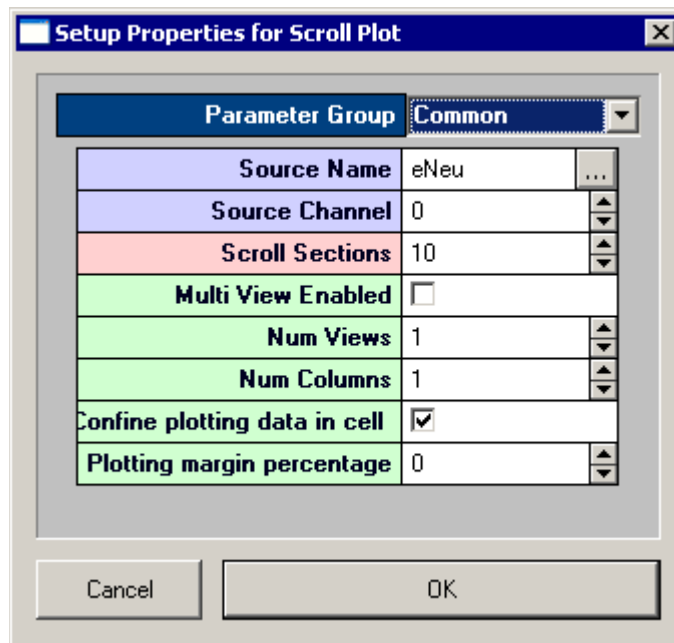 Setup Properties for Scroll Plot
Parameter Group Common
Source Name eNeu ...
Source Channel 0
Scroll Sections 10
Multi View Enabled
Num Views 1
Num Columns 1
Confine plotting data in cell
Plotting margin percentage 0
Cancel OK